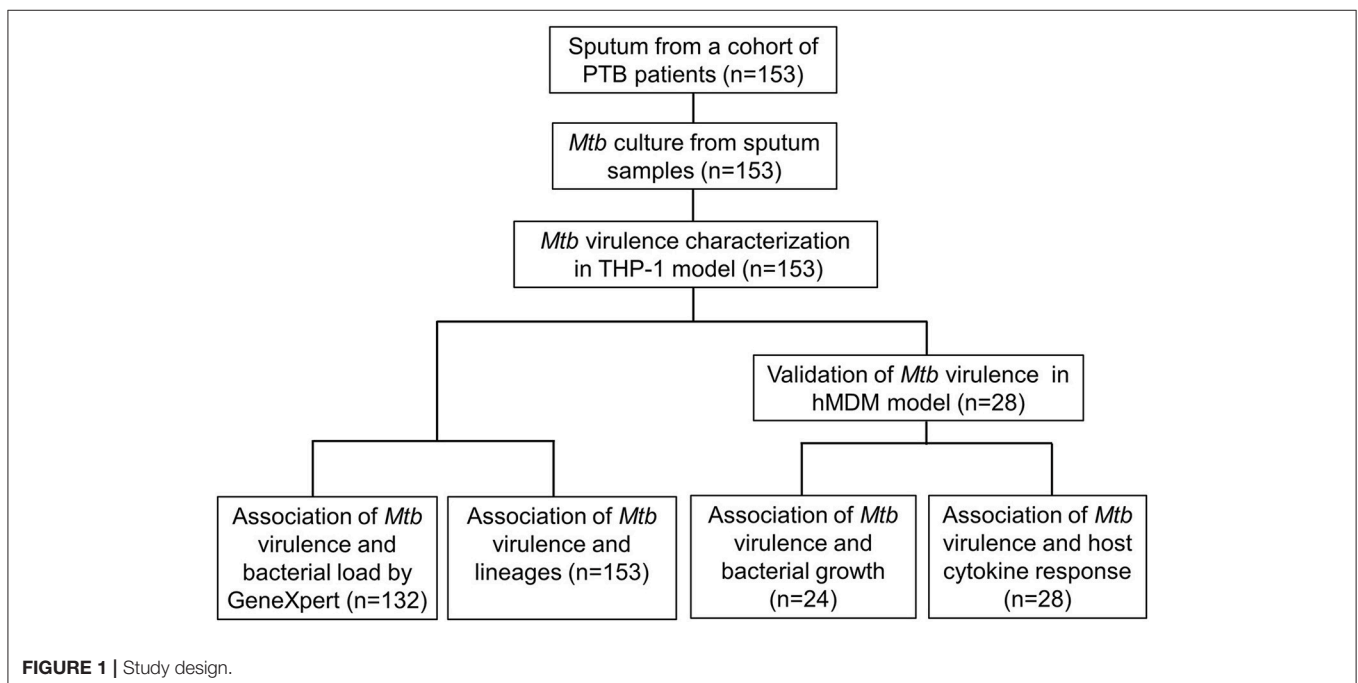 Sputum from a cohort of
PTB patients (n=153)
Mtb culture from sputum
samples (n=153)
Mtb virulence characterization
in THP-1 model (n=153)
Validation of Mtb virulence in
hMDM model (n=28)
Association of Mtb
virulence and
bacterial load by
GeneXpert (n=132)
Association of Mtb
virulence and
lineages (n=153)
Association of Mtb
virulence and
bacterial growth
(n=24)
Association of Mtb
virulence and host
cytokine response
(n=28)
FIGURE 1 | Study design.